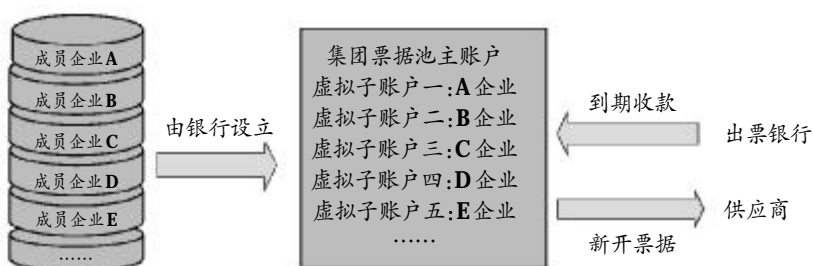 成员企业A
成员企业B
成员企业C
成员企业D
成员企业E
……
由银行设立
集团票据池主账户
虚拟子账户一:A企业
虚拟子账户二:B企业
虚拟子账户三:C企业
虚拟子账户四:D企业
虚拟子账户五:E企业
……
到期收款
出票银行
供应商
新开票据